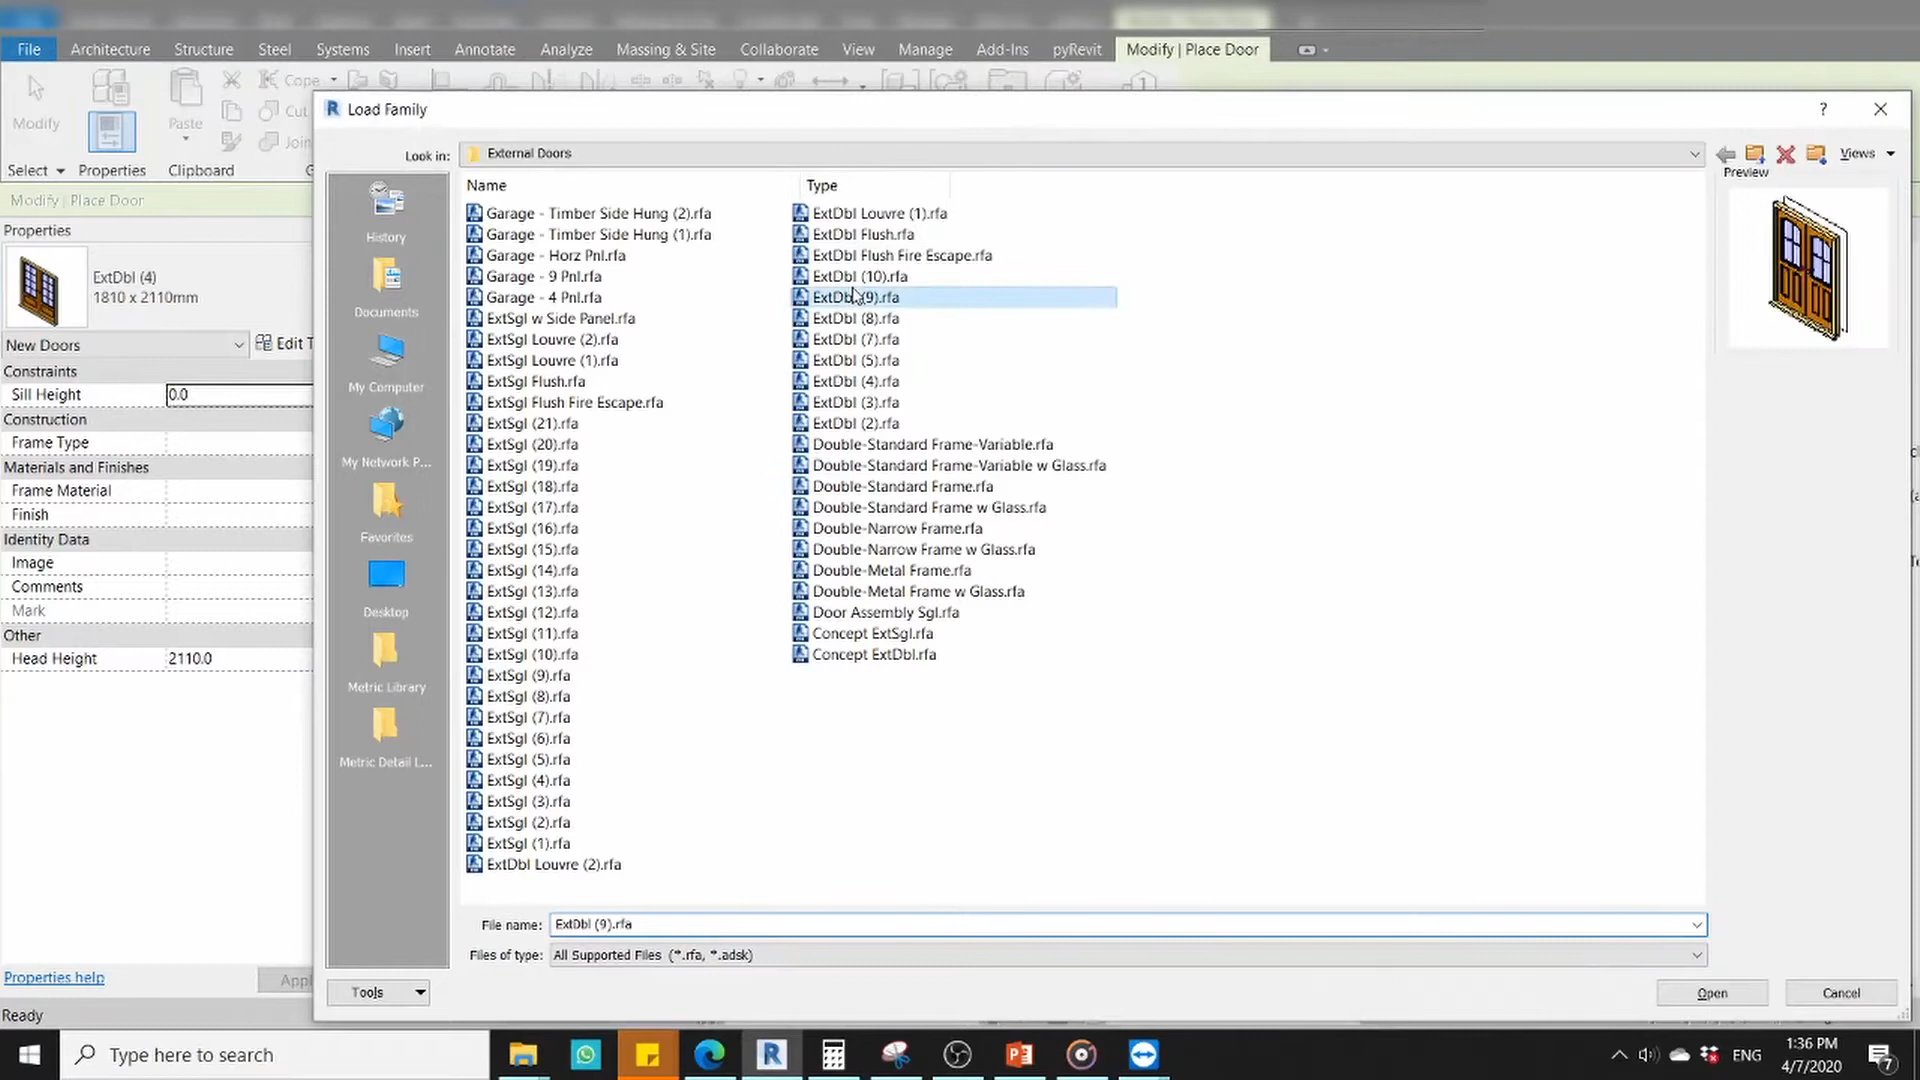 File Architecture Structure Steel Systems Insert Annotate Analyze Massing & Site Collaborate View Manage Add-Ins pyRevit Modify | Place Door
Modify
Paste
Cope
Cut
Join
Select Properties Clipboard
Modify | Place Door
Properties
ExtDbl (4)
1810 x 2110mm
New Doors
Edit T
Constraints
Sill Height 0.0
Construction
Frame Type
Materials and Finishes
Frame Material
Finish
Identity Data
Image
Comments
Mark
Other
Head Height 2110.0
Properties help
Appl
Ready
Load Family
?
Look in: External Doors
Views
Preview
History
Documents
My Computer
My Network P...
Favorites
Desktop
Metric Library
Metric Detail L...
Name Type
Garage - Timber Side Hung (2).rfa
Garage - Timber Side Hung (1).rfa
Garage - Horz Pnl.rfa
Garage - 9 Pnl.rfa
Garage - 4 Pnl.rfa
ExtSgl w Side Panel.rfa
ExtSgl Louvre (2).rfa
ExtSgl Louvre (1).rfa
ExtSgl Flush.rfa
ExtSgl Flush Fire Escape.rfa
ExtSgl (21).rfa
ExtSgl (20).rfa
ExtSgl (19).rfa
ExtSgl (18).rfa
ExtSgl (17).rfa
ExtSgl (16).rfa
ExtSgl (15).rfa
ExtSgl (14).rfa
ExtSgl (13).rfa
ExtSgl (12).rfa
ExtSgl (11).rfa
ExtSgl (10).rfa
ExtSgl (9).rfa
ExtSgl (8).rfa
ExtSgl (7).rfa
ExtSgl (6).rfa
ExtSgl (5).rfa
ExtSgl (4).rfa
ExtSgl (3).rfa
ExtSgl (2).rfa
ExtSgl (1).rfa
ExtDbl Louvre (2).rfa
ExtDbl Louvre (1).rfa
ExtDbl Flush.rfa
ExtDbl Flush Fire Escape.rfa
ExtDbl (10).rfa
ExtDbl (9).rfa
ExtDbl (8).rfa
ExtDbl (7).rfa
ExtDbl (5).rfa
ExtDbl (4).rfa
ExtDbl (3).rfa
ExtDbl (2).rfa
Double-Standard Frame-Variable.rfa
Double-Standard Frame-Variable w Glass.rfa
Double-Standard Frame.rfa
Double-Standard Frame w Glass.rfa
Double-Narrow Frame.rfa
Double-Narrow Frame w Glass.rfa
Double-Metal Frame.rfa
Double-Metal Frame w Glass.rfa
Door Assembly Sgl.rfa
Concept ExtSgl.rfa
Concept ExtDbl.rfa
File name: ExtDbl (9).rfa
Files of type: All Supported Files (*.rfa, *.adsk)
Tools
Open
Cancel
Type here to search
ENG
1:36 PM
4/7/2020
7